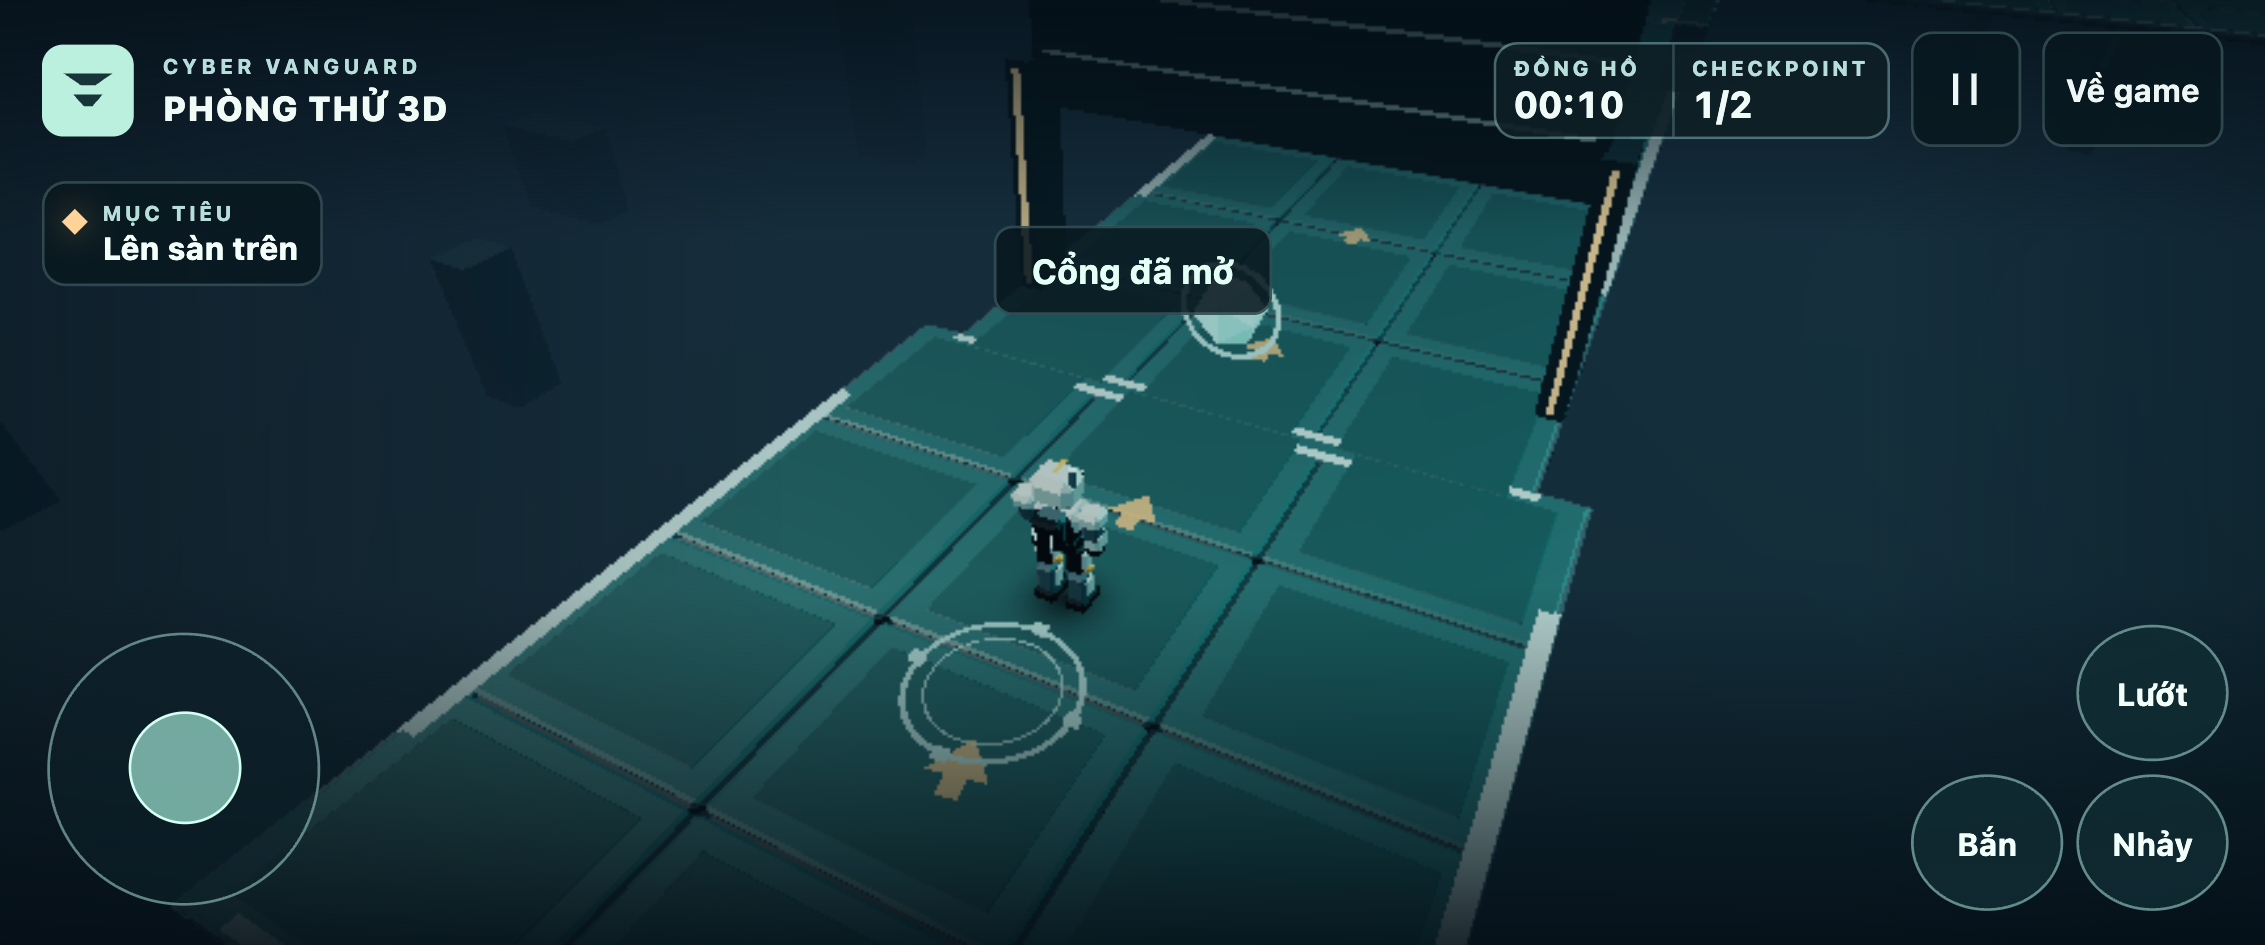 CYBER VANGUARD
PHÒNG THỬ 3D
ĐỒNG HỒ
00:10
CHECKPOINT
1/2
Về game
MỤC TIÊU
Lên sàn trên
Cổng đã mở
Lướt
Bắn
Nhảy